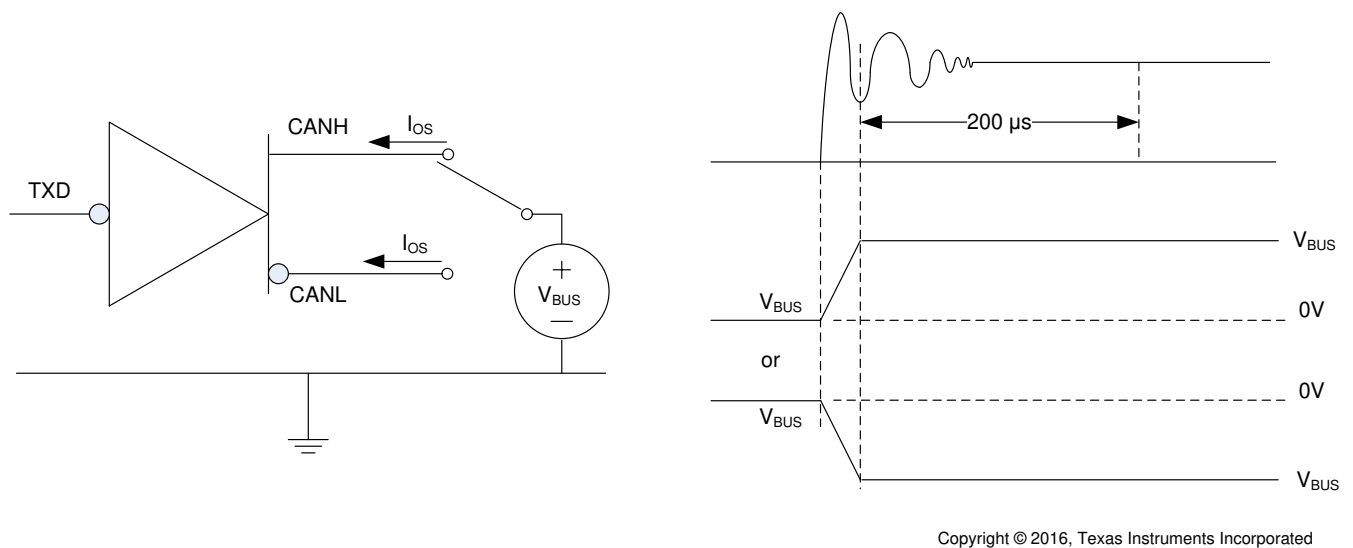 TXD
CANH
I_OS
I_OS
CANL
+
V_BUS
—
200 µs
V_BUS
V_BUS
0V
or
0V
V_BUS
V_BUS
Copyright © 2016, Texas Instruments Incorporated